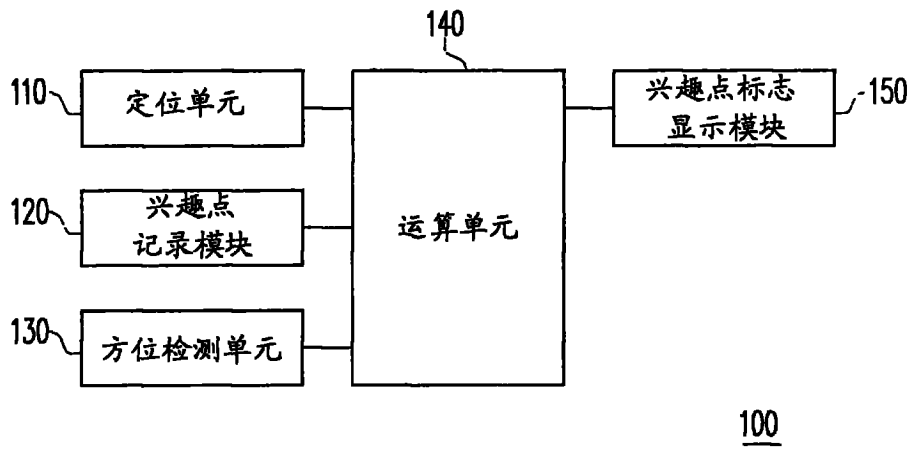 140
110
定位单元
兴趣点标志
显示模块
150
120
兴趣点
记录模块
运算单元
130
方位检测单元
100